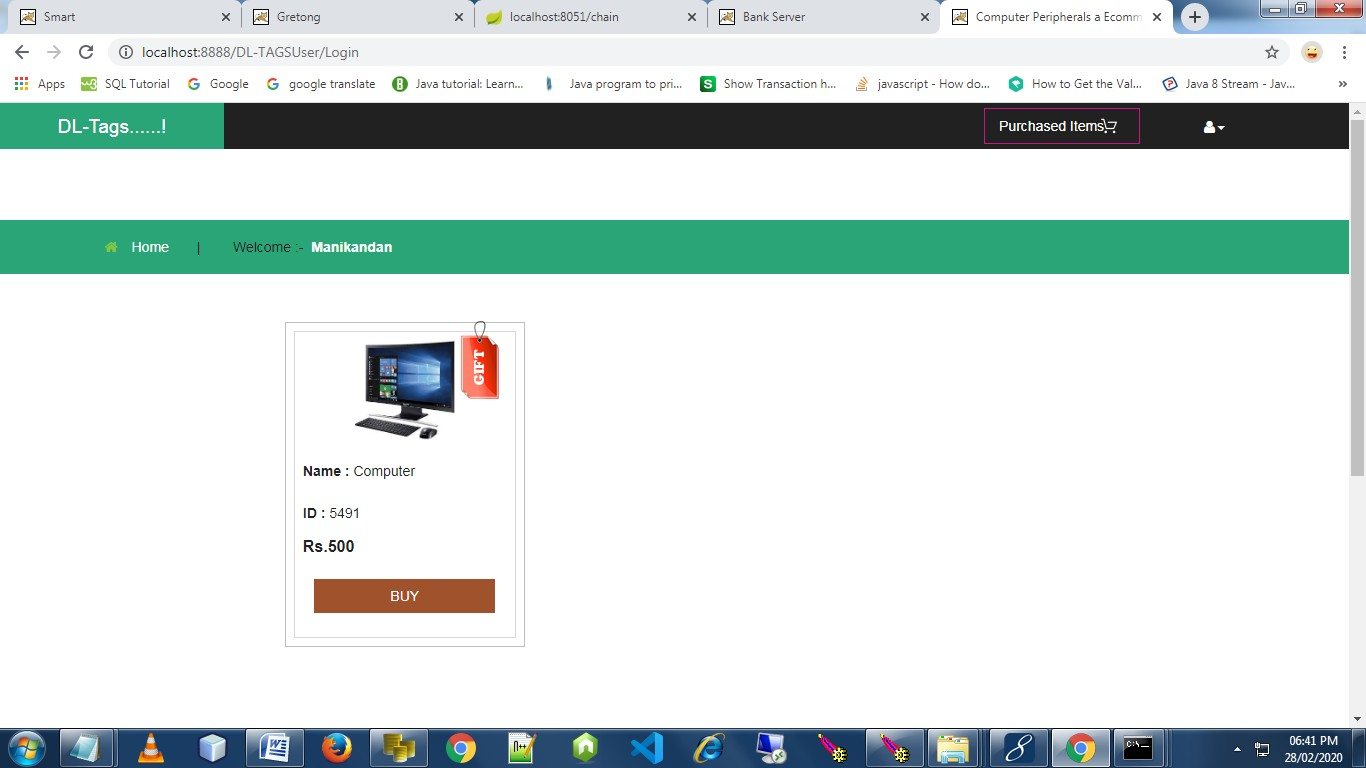 Smart
Gretong
localhost:8051/chain
Bank Server
Computer Peripherals a Ecomm
localhost:8888/DL-TAGSUser/Login
Apps
SQL Tutorial
Google
google translate
Java tutorial: Learn...
Java program to pri...
Show Transaction h...
javascript - How do...
How to Get the Val...
Java 8 Stream - Jav...
»
DL-Tags......!
Purchased Items
Home | Welcome :- Manikandan
GIFT
Name : Computer
ID : 5491
Rs.500
BUY
06:41 PM
28/02/2020